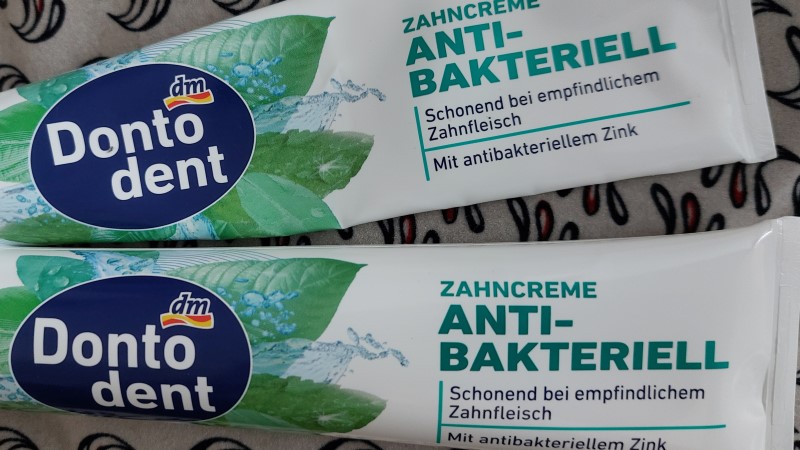 dm
Donto
dent
ZAHNCREME
ANTI-
BAKTERIELL
Schonend bei empfindlichem
Zahnfleisch
Mit antibakteriellem Zink
dm
Donto
dent
ZAHNCREME
ANTI-
BAKTERIELL
Schonend bei empfindlichem
Zahnfleisch
Mit antibakteriellem Zink